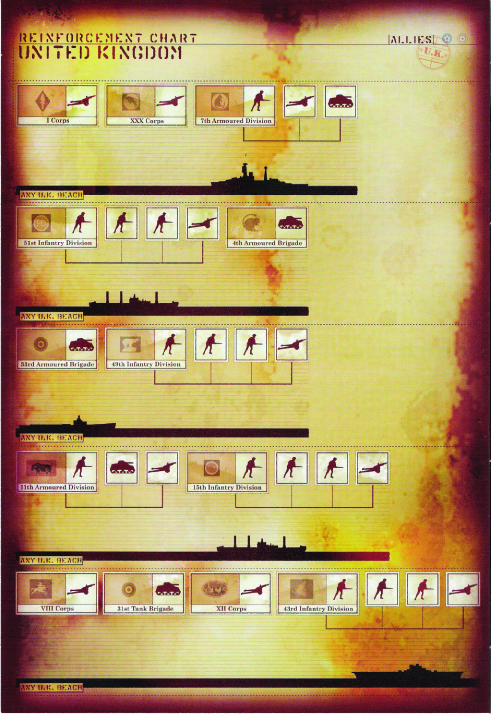 REINFORCEMENT CHART
UNITED KINGDOM
ALLIES
U.K.
I Corps
XXX Corps
7th Armoured Division
ANY U.K. BEACH
51st Infantry Division
4th Armoured Brigade
ANY U.K. BEACH
33rd Armoured Brigade
49th Infantry Division
ANY U.K. BEACH
11th Armoured Division
15th Infantry Division
ANY U.K. BEACH
VIII Corps
31st Tank Brigade
XII Corps
43rd Infantry Division
ANY U.K. BEACH